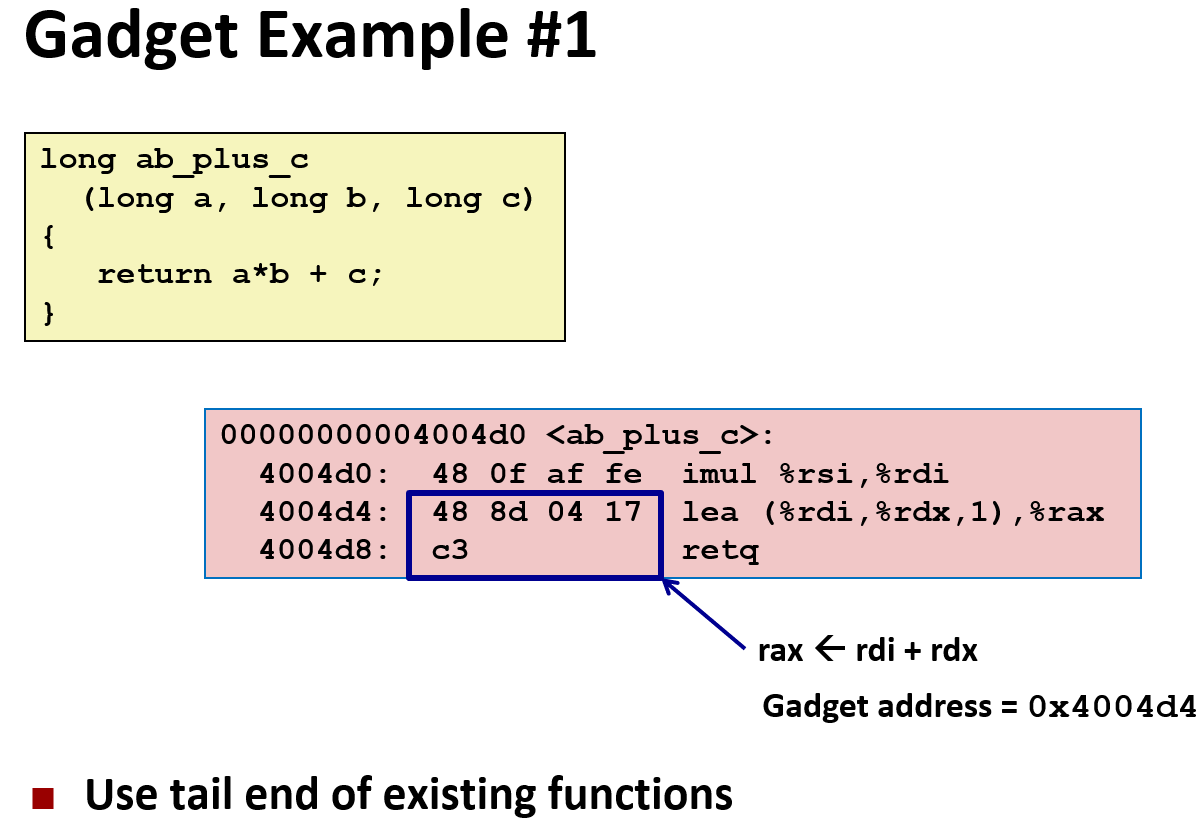 Gadget Example #1
long ab_plus_c
(long a, long b, long c)
{
return a*b + c;
}
00000000004004d0 <ab_plus_c>:
4004d0: 48 0f af fe imul %rsi,%rdi
4004d4: 48 8d 04 17 lea (%rdi,%rdx,1),%rax
4004d8: c3 retq
rax ← rdi + rdx
Gadget address = 0x4004d4
■ Use tail end of existing functions